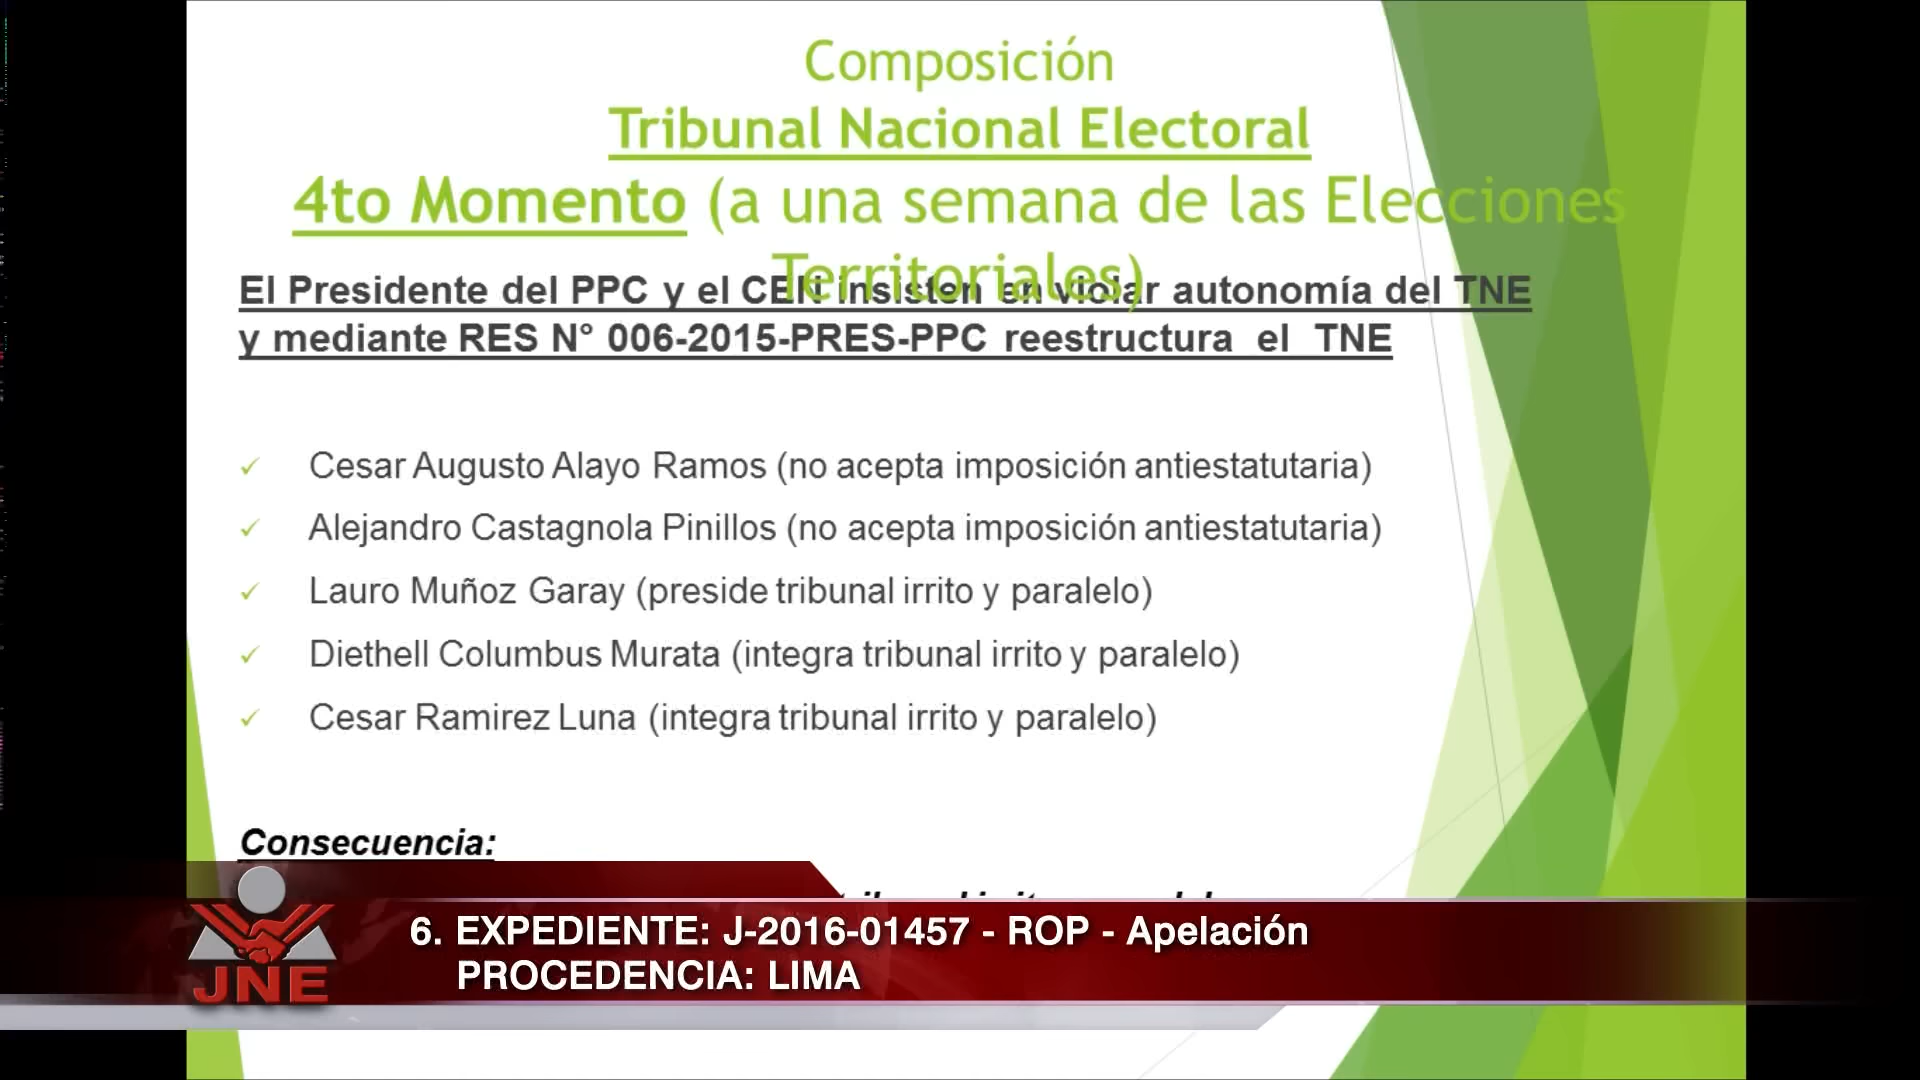 Composición
Tribunal Nacional Electoral
4to Momento (a una semana de las Elecciones
Territoriales)
El Presidente del PPC y el CEN insisten en violar autonomía del TNE
y mediante RES N° 006-2015-PRES-PPC reestructura el TNE
✓ Cesar Augusto Alayo Ramos (no acepta imposición antiestatutaria)
✓ Alejandro Castagnola Pinillos (no acepta imposición antiestatutaria)
✓ Lauro Muñoz Garay (preside tribunal irrito y paralelo)
✓ Diethell Columbus Murata (integra tribunal irrito y paralelo)
✓ Cesar Ramirez Luna (integra tribunal irrito y paralelo)
Consecuencia:
6. EXPEDIENTE: J-2016-01457 - ROP - Apelación
PROCEDENCIA: LIMA
JNE